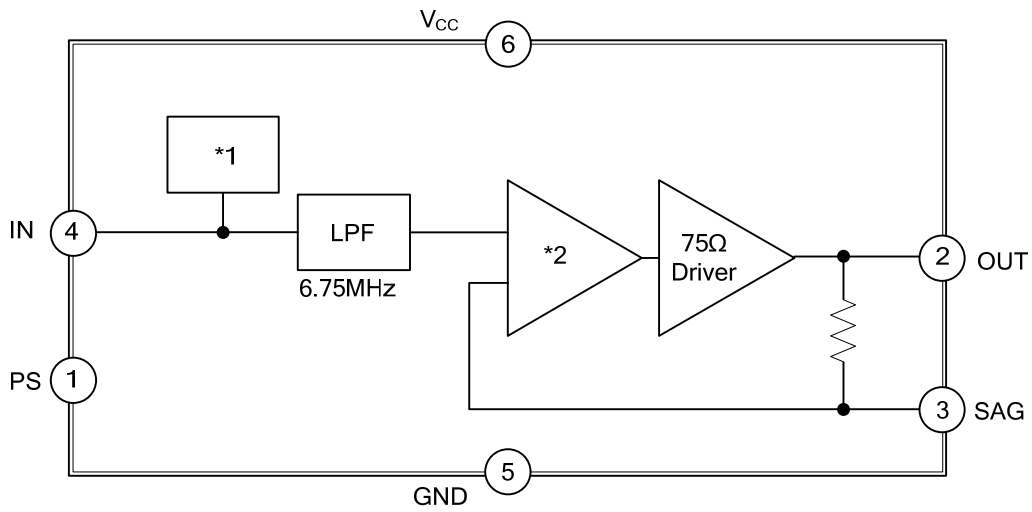 VCC
6
*1
IN
4
LPF
6.75MHz
*2
75Ω
Driver
2
OUT
PS
1
3
SAG
5
GND